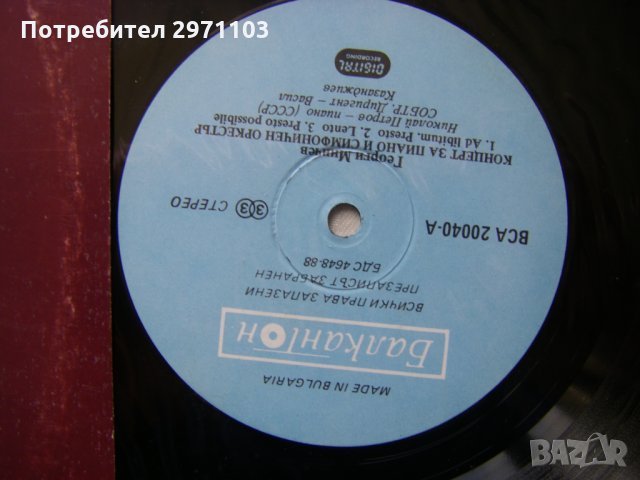 Потребител 2971103
MADE IN BULGARIA
Балкантон
ВСИЧКИ ПРАВА ЗАПАЗЕНИ
ПРЕЗАПИСЪТ ЗАБРАНЕН
БДС 4648-88
ВСА 20040-А
33 СТЕРЕО
Георги Минчев
КОНЦЕРТ ЗА ПИАНО И СИМФОНИЧЕН ОРКЕСТЪР
1. Ad libitum. Presto 2. Lento 3. Presto possibile
Николай Петров – пиано (СССР)
СОБТР, Диригент – Васил
Казанджиев
DIGITAL
RECORDING
BAZAR